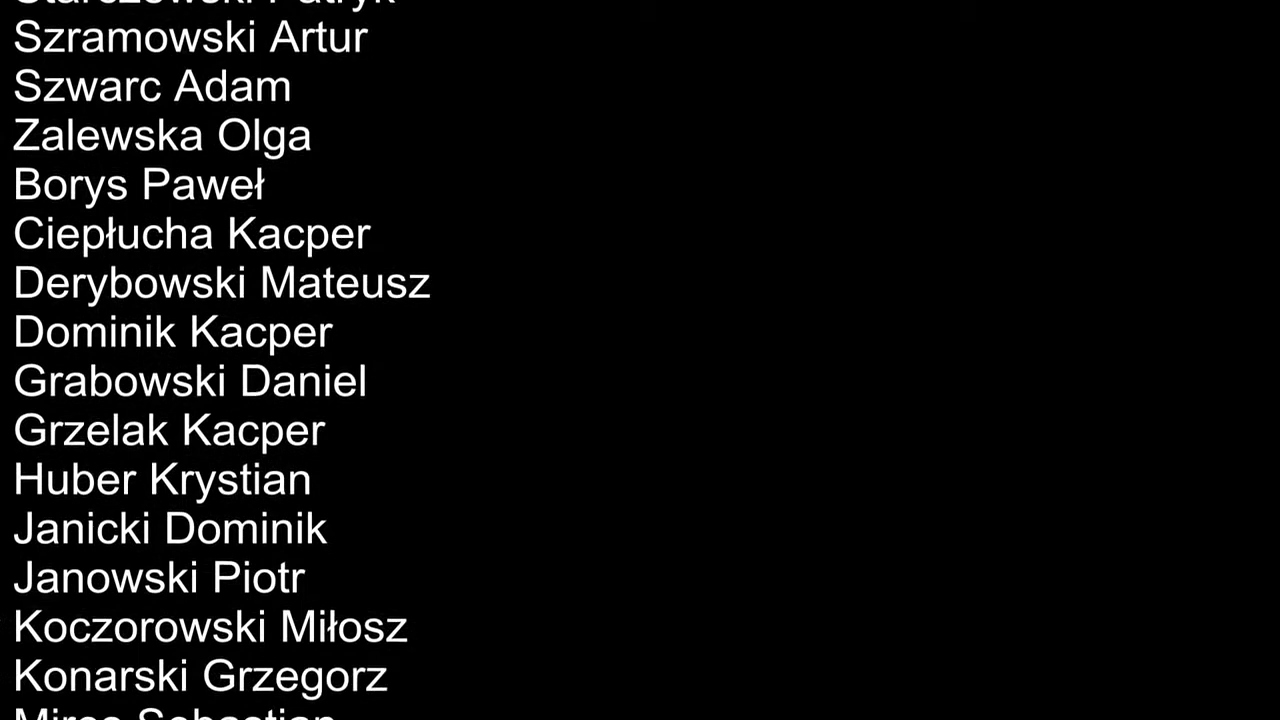 Szramowski Artur
Szwarc Adam
Zalewska Olga
Borys Paweł
Ciepłucha Kacper
Derybowski Mateusz
Dominik Kacper
Grabowski Daniel
Grzelak Kacper
Huber Krystian
Janicki Dominik
Janowski Piotr
Koczorowski Miłosz
Konarski Grzegorz
Sebastian